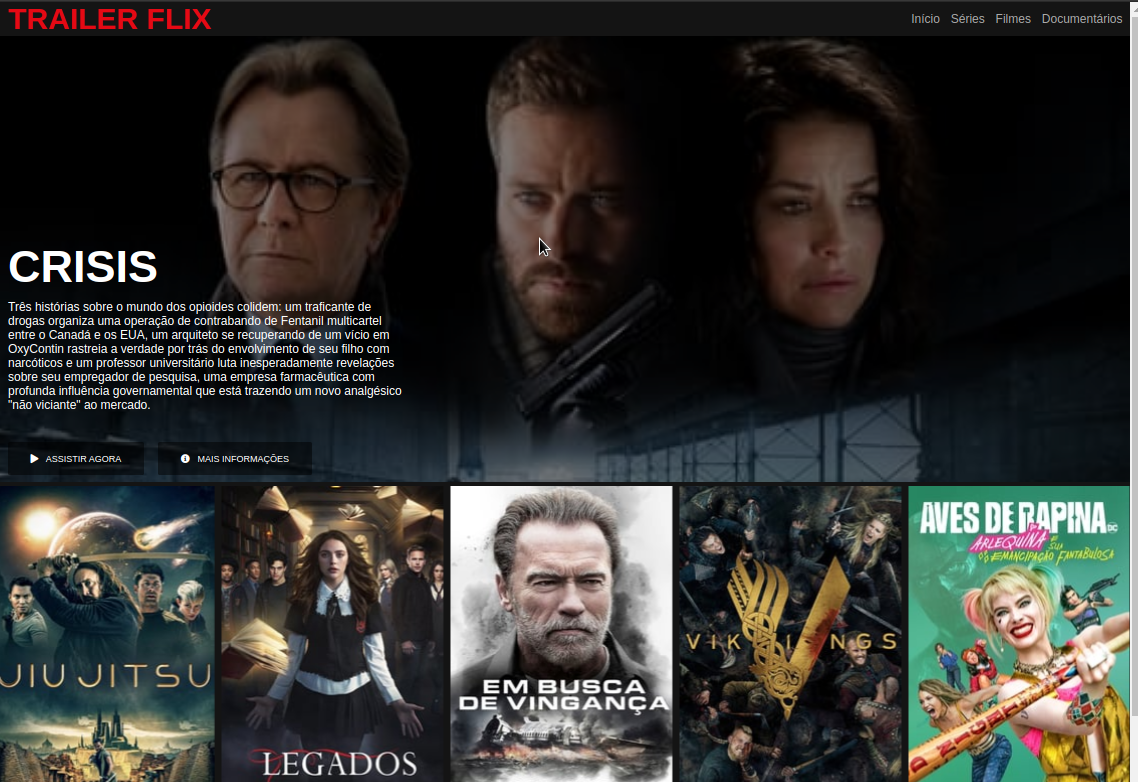 TRAILER FLIX
Início Séries Filmes Documentários
CRISIS
Três histórias sobre o mundo dos opioides colidem: um traficante de
drogas organiza uma operação de contrabando de Fentanil multicartel
entre o Canadá e os EUA, um arquiteto se recuperando de um vício em
OxyContin rastreia a verdade por trás do envolvimento de seu filho com
narcóticos e um professor universitário luta inesperadamente revelações
sobre seu empregador de pesquisa, uma empresa farmacêutica com
profunda influência governamental que está trazendo um novo analgésico
"não viciante" ao mercado.
ASSISTIR AGORA
MAIS INFORMAÇÕES
JIU JITSU
LEGADOS
EM BUSCA
DE VINGANÇA
VIKINGS
AVES DE RAPINA
DC
ARLEQUINA E SUA
EMANCIPAÇÃO FANTABULOSA